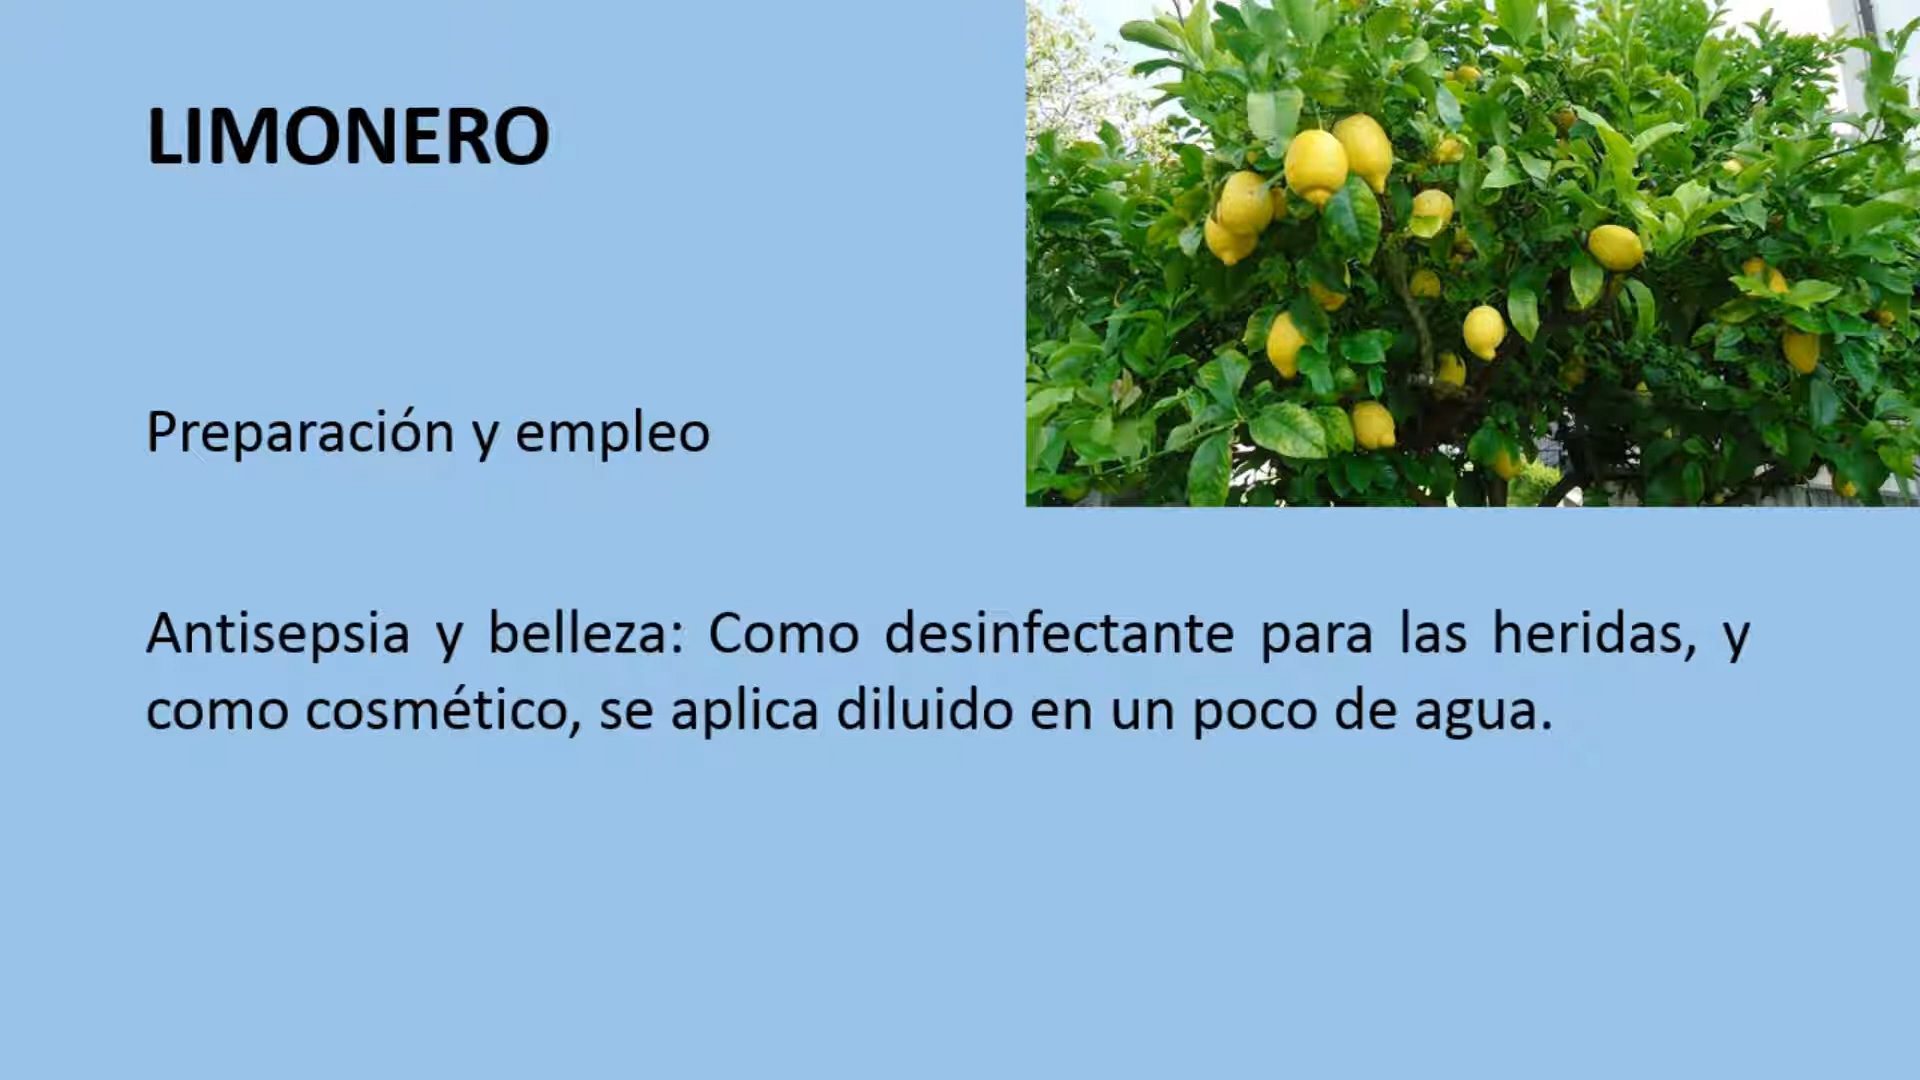 LIMONERO
Preparación y empleo
Antisepsia y belleza: Como desinfectante para las heridas, y
como cosmético, se aplica diluido en un poco de agua.